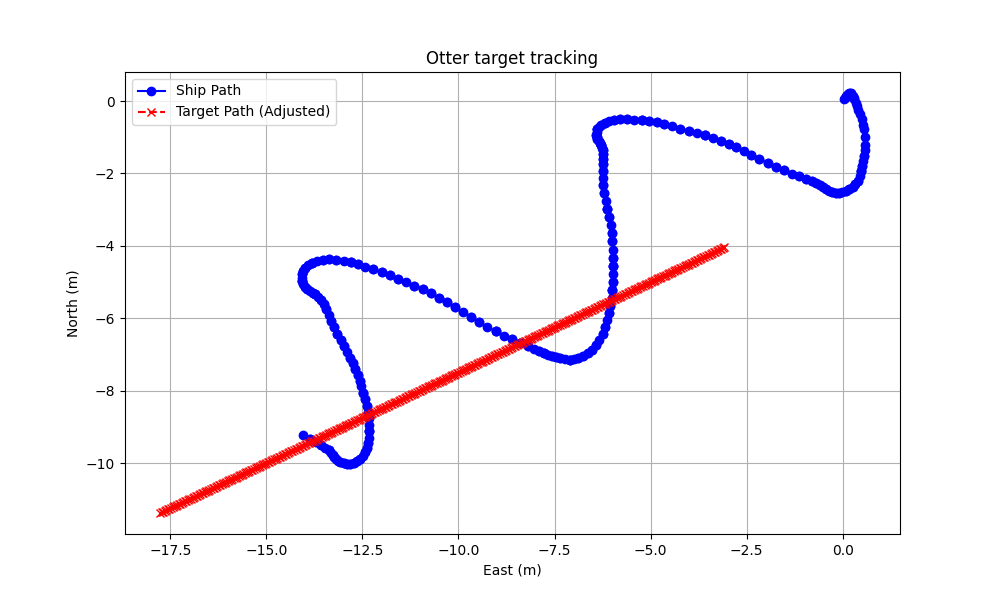 Otter target tracking
Ship Path
Target Path (Adjusted)
0
−2
−4
−6
−8
−10
North (m)
−17.5 −15.0 −12.5 −10.0 −7.5 −5.0 −2.5 0.0
East (m)